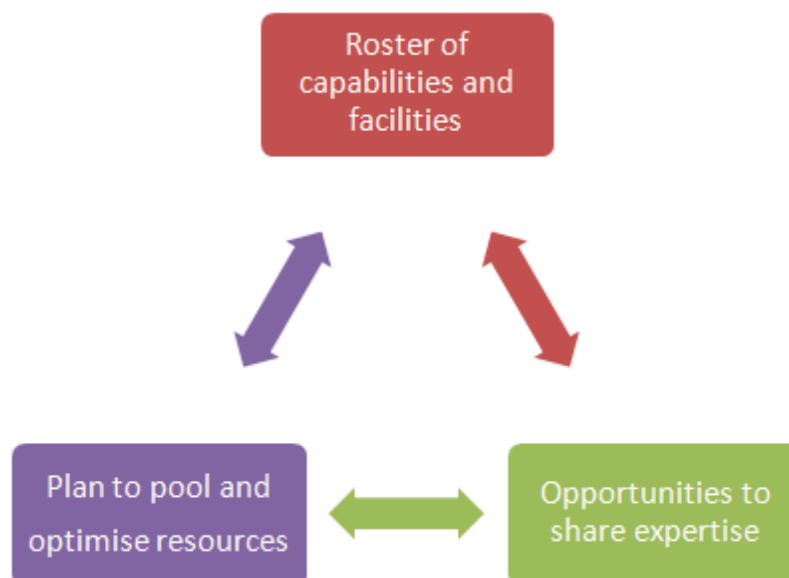 Roster of
capabilities and
facilities
Plan to pool and
optimise resources
Opportunities to
share expertise